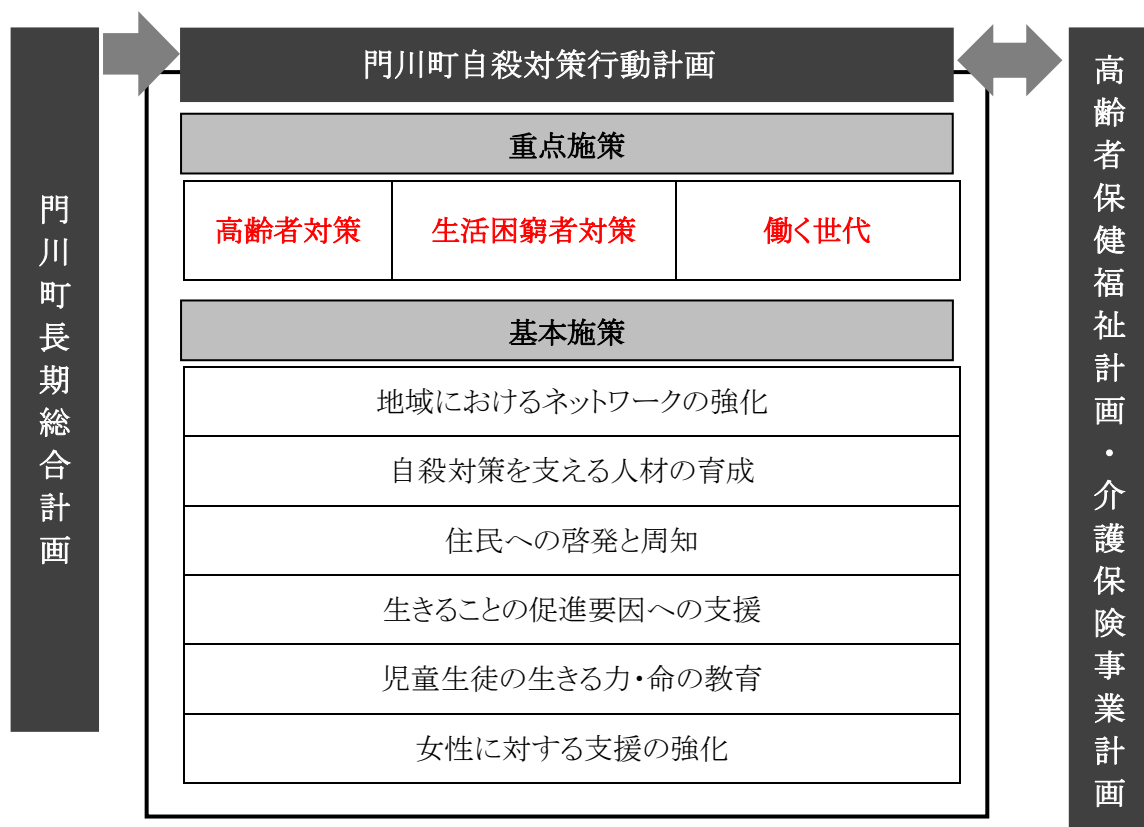 門川町長期総合計画
門川町自殺対策行動計画
重点施策
高齢者対策
生活困窮者対策
働く世代
基本施策
地域におけるネットワークの強化
自殺対策を支える人材の育成
住民への啓発と周知
生きることの促進要因への支援
児童生徒の生きる力・命の教育
女性に対する支援の強化
高齢者保健福祉計画・介護保険事業計画